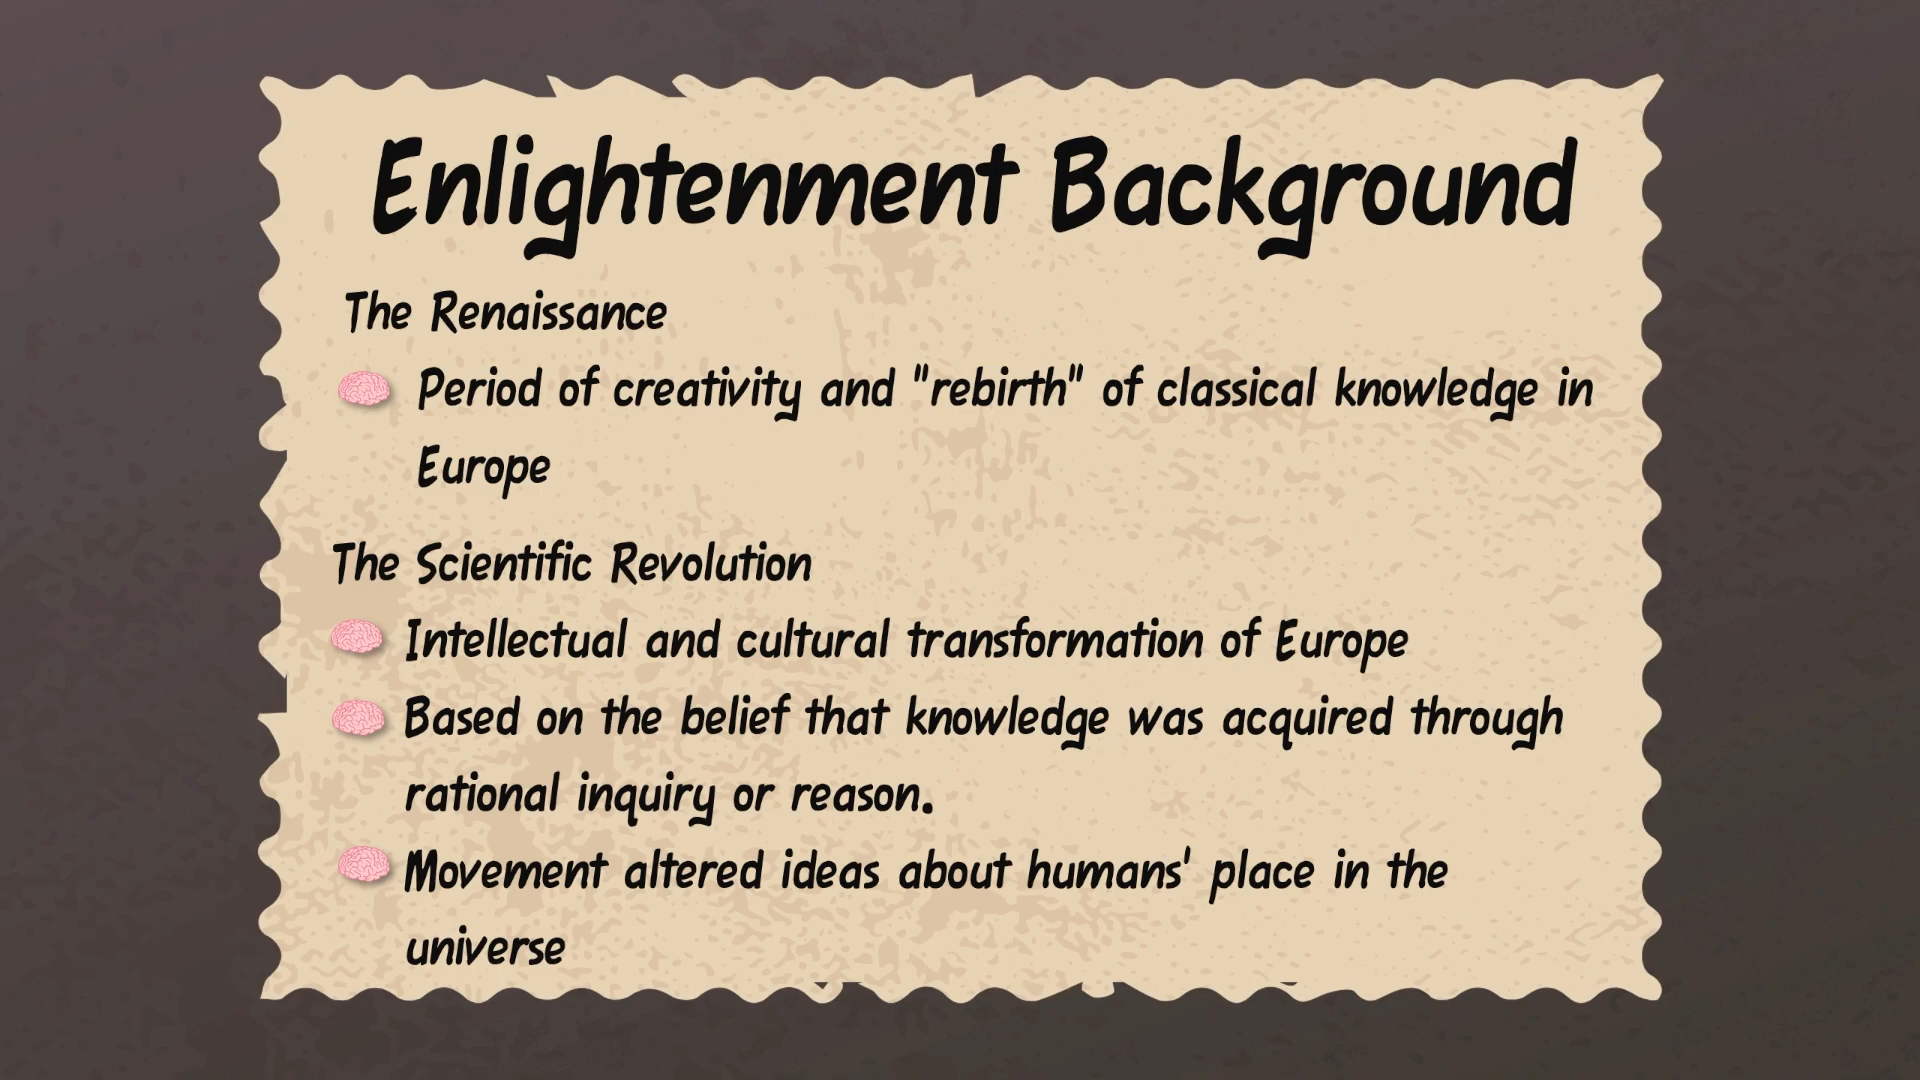 Enlightenment Background
The Renaissance
Period of creativity and "rebirth" of classical knowledge in
Europe
The Scientific Revolution
Intellectual and cultural transformation of Europe
Based on the belief that knowledge was acquired through
rational inquiry or reason.
Movement altered ideas about humans' place in the
universe